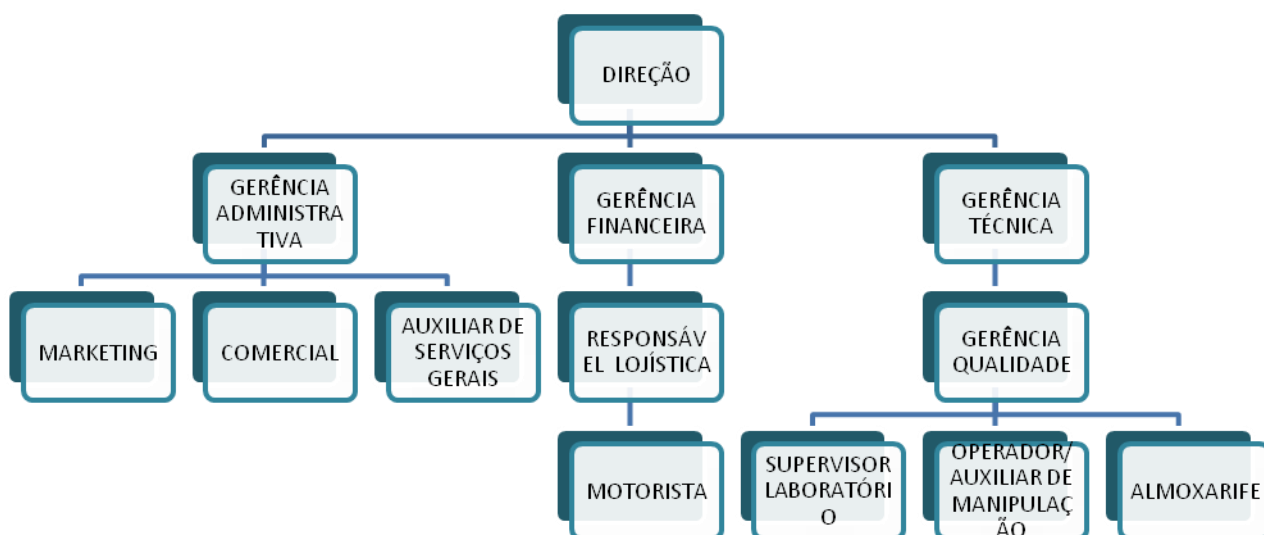 DIREÇÃO
GERÊNCIA
ADMINISTRA
TIVA
GERÊNCIA
FINANCEIRA
GERÊNCIA
TÉCNICA
MARKETING
COMERCIAL
AUXILIAR DE
SERVIÇOS
GERAIS
RESPONSÁV
EL LOJÍSTICA
GERÊNCIA
QUALIDADE
MOTORISTA
SUPERVISOR
LABORATÓRI
O
OPERADOR/
AUXILIAR DE
MANIPULAÇ
ÃO
ALMOXARIFE